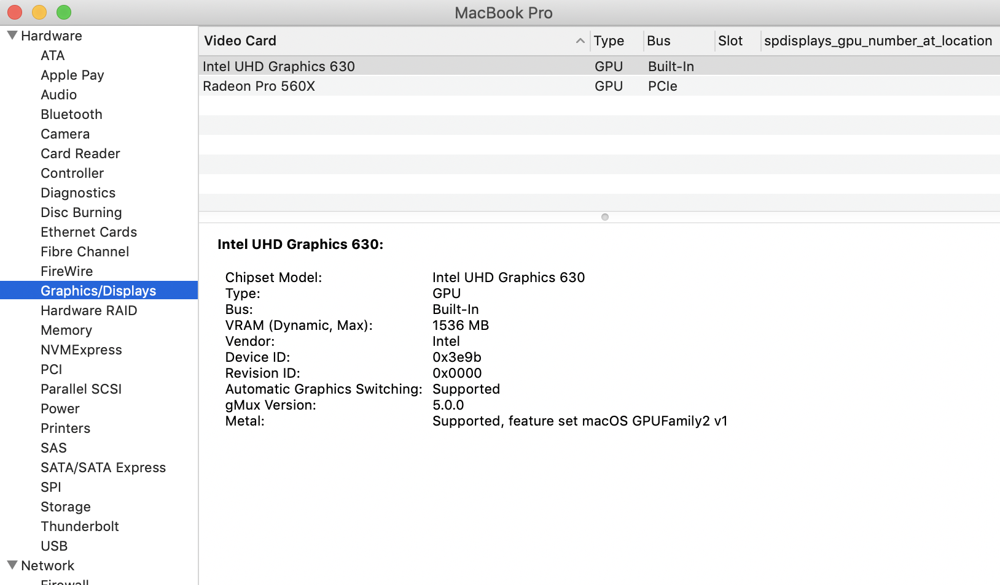 MacBook Pro
Hardware
ATA
Apple Pay
Audio
Bluetooth
Camera
Card Reader
Controller
Diagnostics
Disc Burning
Ethernet Cards
Fibre Channel
FireWire
Graphics/Displays
Hardware RAID
Memory
NVMExpress
PCI
Parallel SCSI
Power
Printers
SAS
SATA/SATA Express
SPI
Storage
Thunderbolt
USB
Network
Firewall
Video Card Type Bus Slot spdisplays_gpu_number_at_location
Intel UHD Graphics 630 GPU Built-In
Radeon Pro 560X GPU PCIe
Intel UHD Graphics 630:
Chipset Model: Intel UHD Graphics 630
Type: GPU
Bus: Built-In
VRAM (Dynamic, Max): 1536 MB
Vendor: Intel
Device ID: 0x3e9b
Revision ID: 0x0000
Automatic Graphics Switching: Supported
gMux Version: 5.0.0
Metal: Supported, feature set macOS GPUFamily2 v1